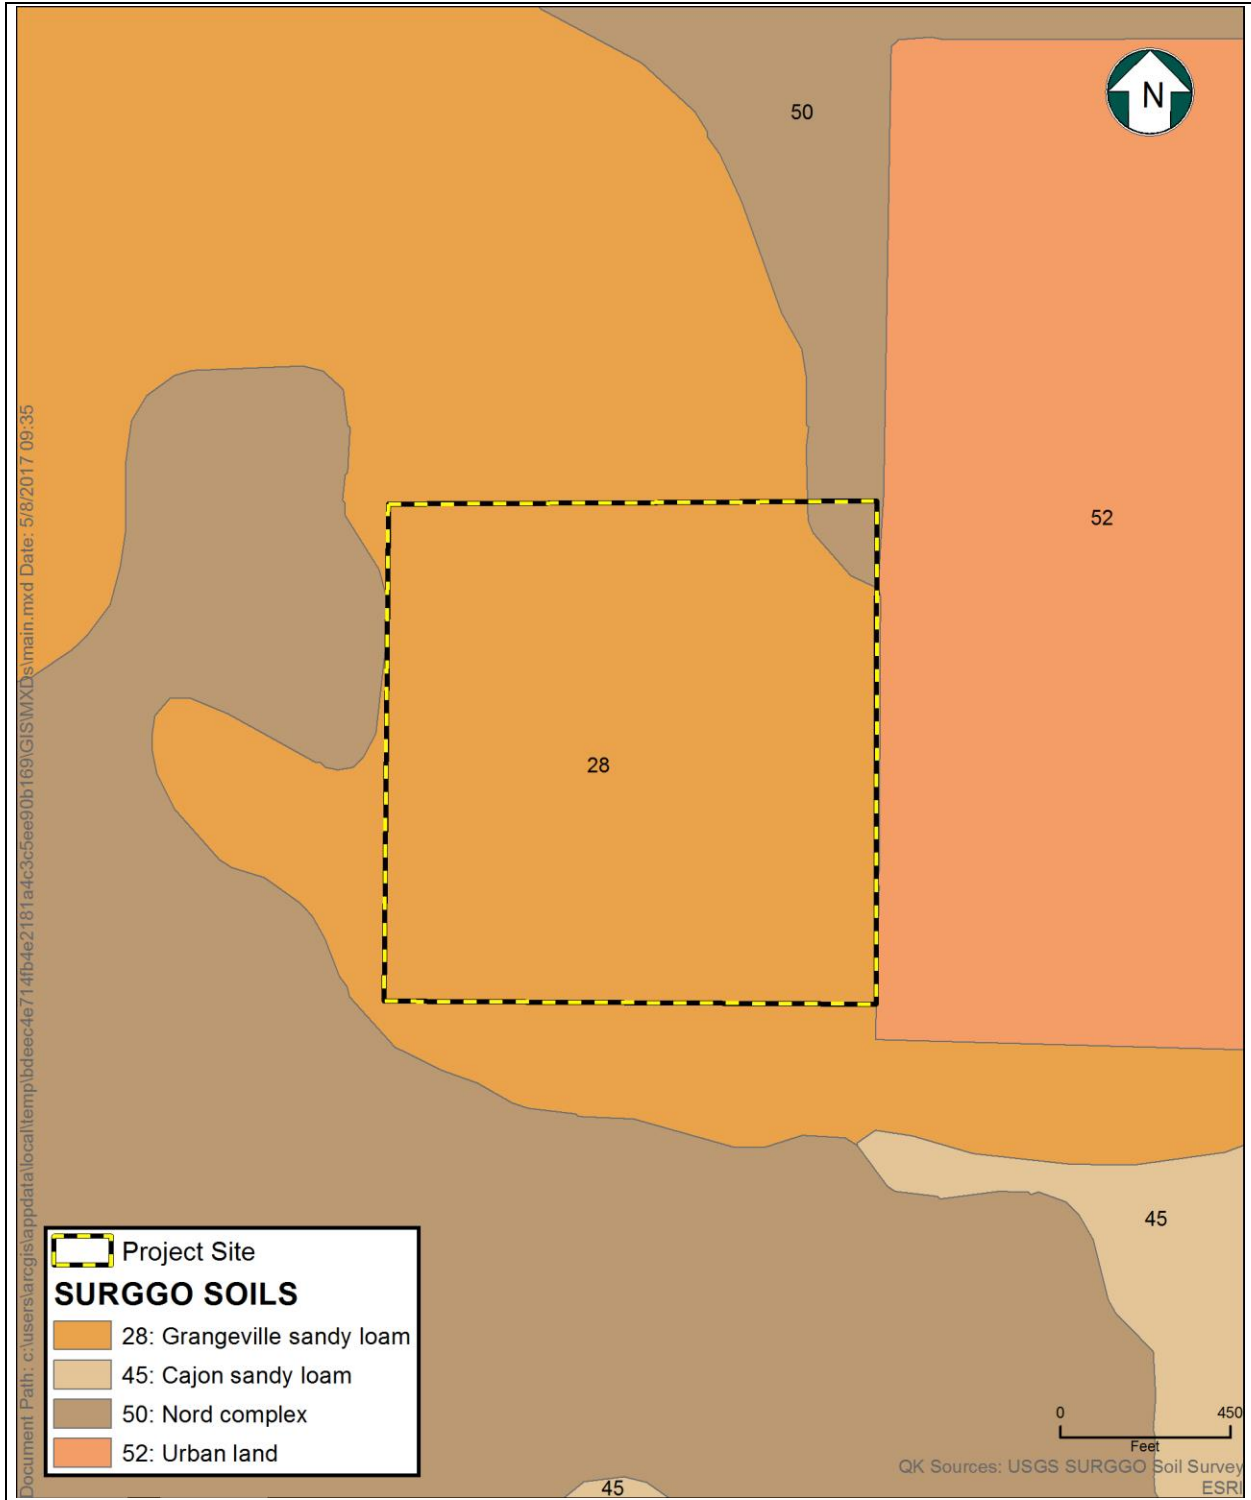 N
50
52
28
45
Document Path: c:\users\arcgis\appdata\local\temp\bdeec4e714fb4e2181a4c3c5ee90b169\GIS\MXDs\main.mxd Date: 5/8/2017 09:35
Project Site
SURGGO SOILS
28: Grangeville sandy loam
45: Cajon sandy loam
50: Nord complex
52: Urban land
0 450
Feet
QK Sources: USGS SURGGO Soil Survey
ESRI
45